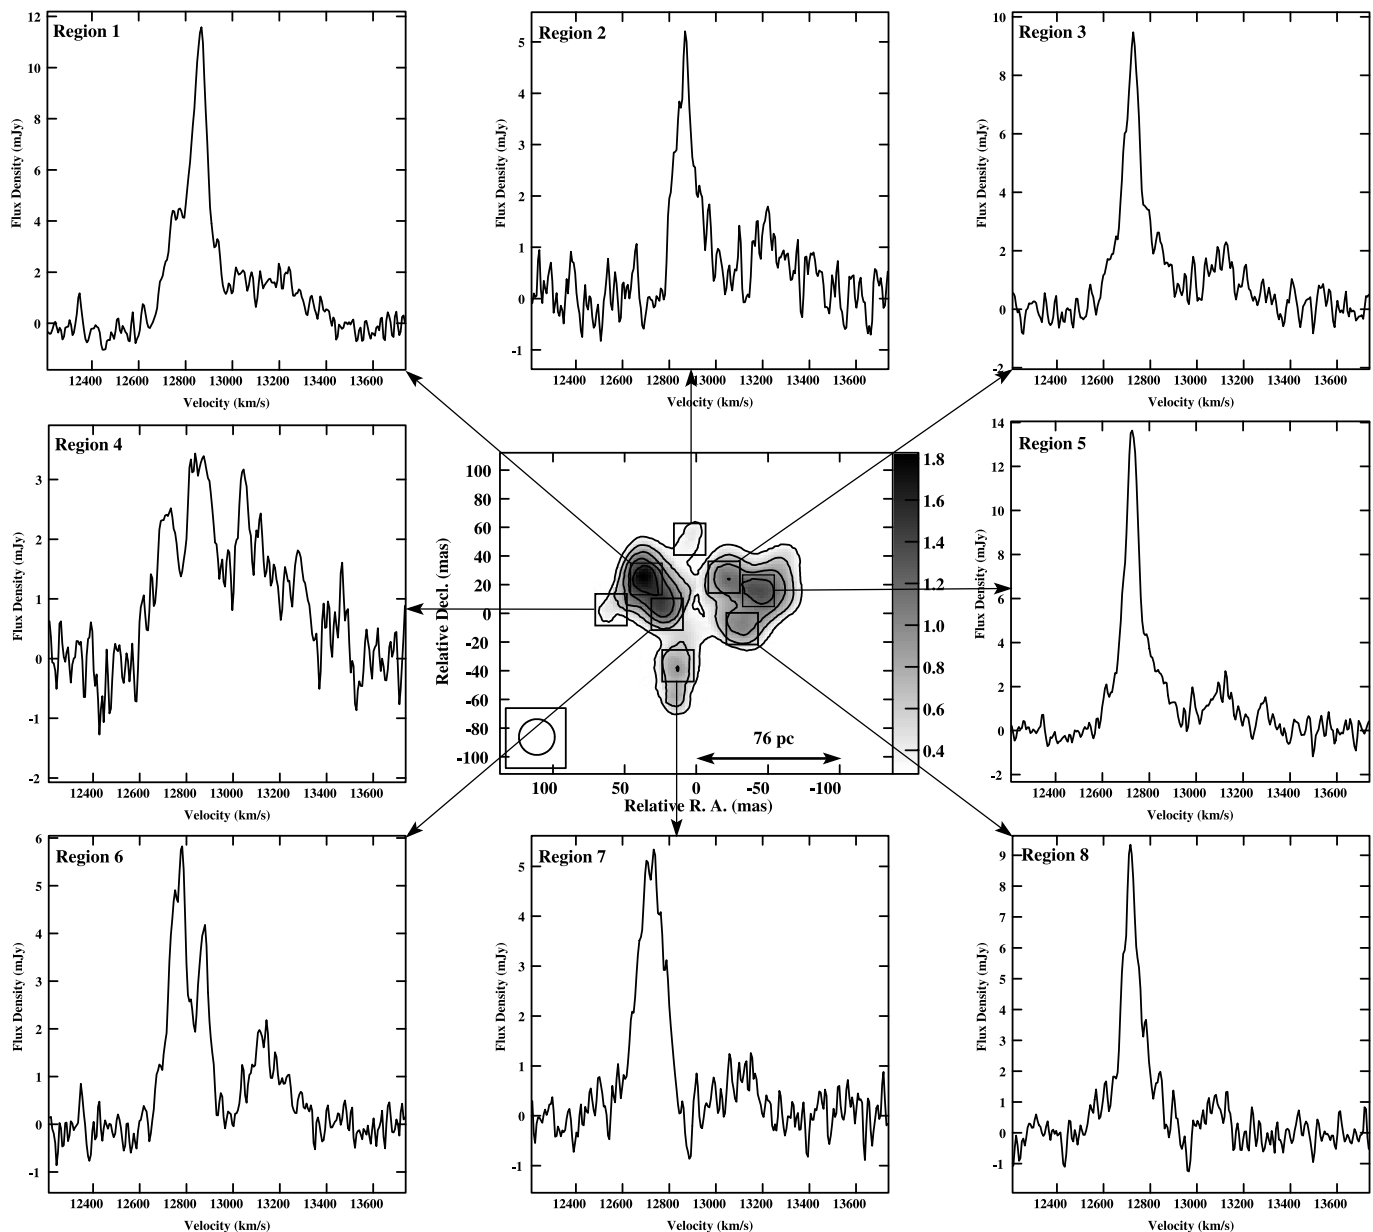 Region 1
12
10
8
6
4
2
0
Flux Density (mJy)
12400 12600 12800 13000 13200 13400 13600
Velocity (km/s)
Region 2
5
4
3
2
1
0
-1
Flux Density (mJy)
12400 12600 12800 13000 13200 13400 13600
Velocity (km/s)
Region 3
10
8
6
4
2
0
-2
Flux Density (mJy)
12400 12600 12800 13000 13200 13400 13600
Velocity (km/s)
Region 4
3
2
1
0
-1
-2
Flux Density (mJy)
12400 12600 12800 13000 13200 13400 13600
Velocity (km/s)
100
80
60
40
20
0
-20
-40
-60
-80
-100
Relative Decl. (mas)
76 pc
100 50 0 -50 -100
Relative R. A. (mas)
1.8
1.6
1.4
1.2
1.0
0.8
0.6
0.4
Region 5
14
12
10
8
6
4
2
0
-2
Flux Density (mJy)
12400 12600 12800 13000 13200 13400 13600
Velocity (km/s)
Region 6
6
5
4
3
2
1
0
-1
Flux Density (mJy)
12400 12600 12800 13000 13200 13400 13600
Velocity (km/s)
Region 7
5
4
3
2
1
0
-1
Flux Density (mJy)
12400 12600 12800 13000 13200 13400 13600
Velocity (km/s)
Region 8
9
8
7
6
5
4
3
2
1
0
-1
Flux Density (mJy)
12400 12600 12800 13000 13200 13400 13600
Velocity (km/s)